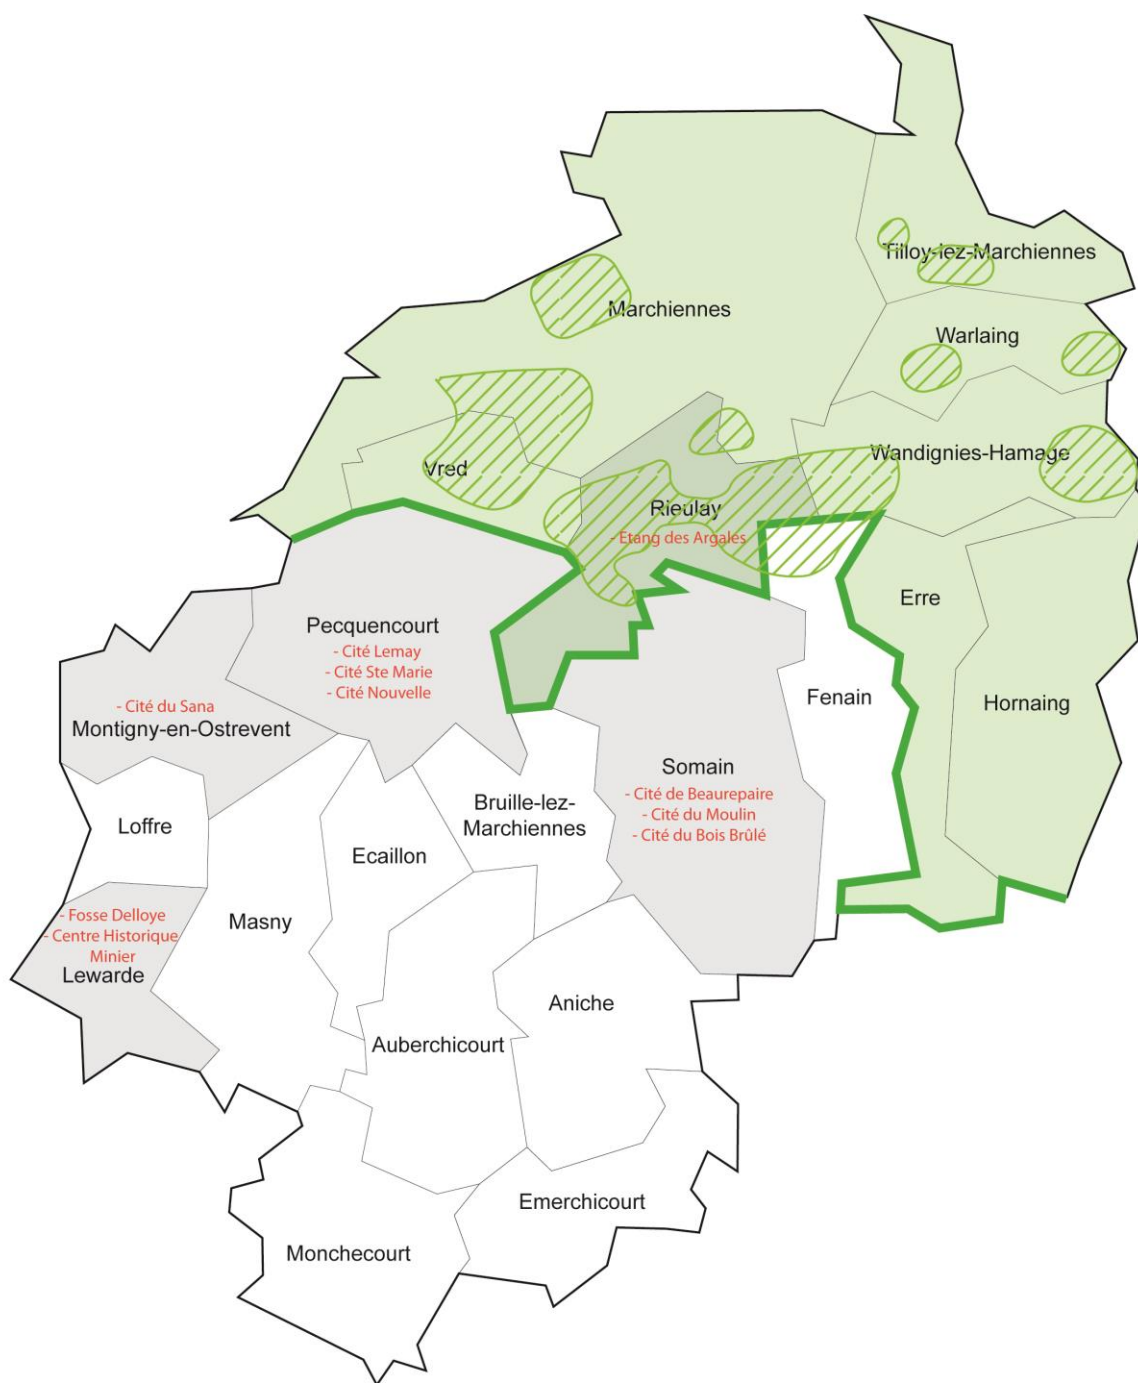 Tilloy-lez-Marchiennes
Marchiennes
Warlaing
Wandignies-Hamage
Vred
Rieulay
- Etang des Argales
Erre
Pecquencourt
- Cité Lemay
- Cité Ste Marie
- Cité Nouvelle
Fenain
Hornaing
- Cité du Sana
Montigny-en-Ostrevent
Somain
- Cité de Beaurepaire
- Cité du Moulin
- Cité du Bois Brûlé
Bruille-lez-
Marchiennes
Loffre
Ecaillon
- Fosse Delloye
- Centre Historique
Minier
Lewarde
Masny
Aniche
Auberchicourt
Emerchicourt
Monchecourt